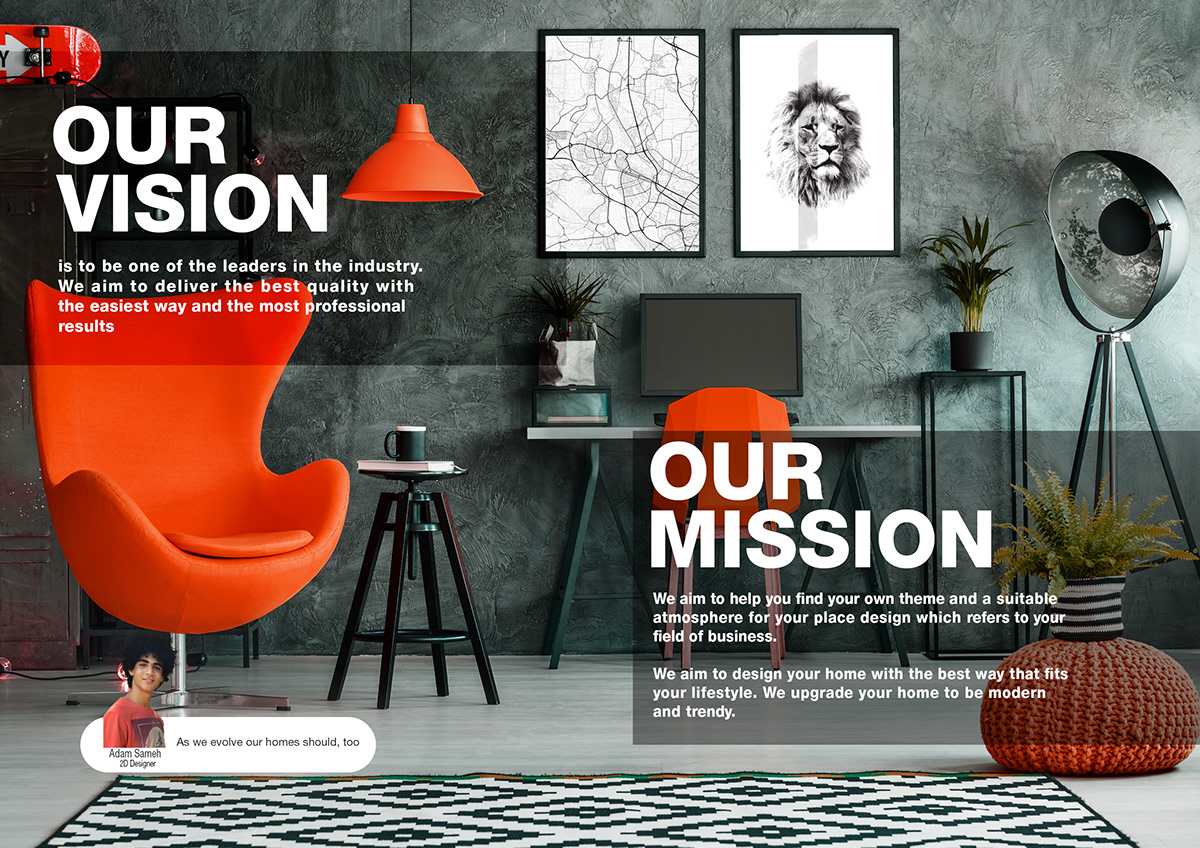 Y
OUR
VISION
is to be one of the leaders in the industry.
We aim to deliver the best quality with
the easiest way and the most professional
results
OUR
MISSION
We aim to help you find your own theme and a suitable
atmosphere for your place design which refers to your
field of business.
We aim to design your home with the best way that fits
your lifestyle. We upgrade your home to be modern
and trendy.
As we evolve our homes should, too
Adam Sameh
2D Designer